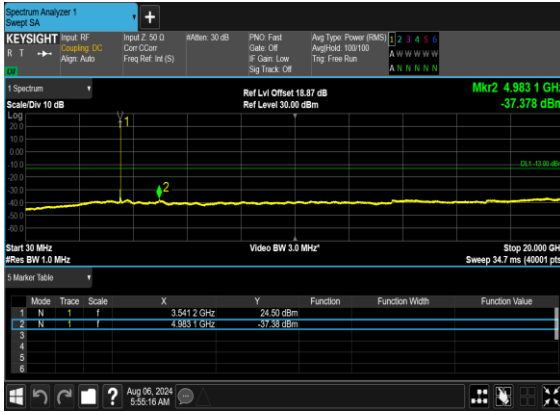 Spectrum Analyzer 1
Swept SA
+
KEYSIGHT Input: RF Input Z: 50 Ω #Atten: 30 dB PNO: Fast Avg Type: Power (RMS) 1 2 3 4 5 6
R T Coupling: DC Corr CCorr Gate: Off Avg|Hold: 100/100 A W W W W W
Align: Auto Freq Ref: Int (S) IF Gain: Low Trig: Free Run
Sig Track: Off A N N N N N
1 Spectrum Ref Lvl Offset 18.87 dB Mkr2 4.983 1 GHz
Scale/Div 10 dB Ref Level 30.00 dBm -37.378 dBm
Log
1
20.0
10.0
0.00
-10.0
DL1 -13.00 dBm
-20.0
-30.0
2
-40.0
-50.0
-60.0
Start 30 MHz Video BW 3.0 MHz* Stop 20.000 GHz
#Res BW 1.0 MHz Sweep 34.7 ms (40001 pts)
5 Marker Table
Mode Trace Scale X Y Function Function Width Function Value
1 N 1 f 3.541 2 GHz 24.50 dBm
2 N 1 f 4.983 1 GHz -37.38 dBm
3
4
5
6
? Aug 06, 2024
5:55:16 AM